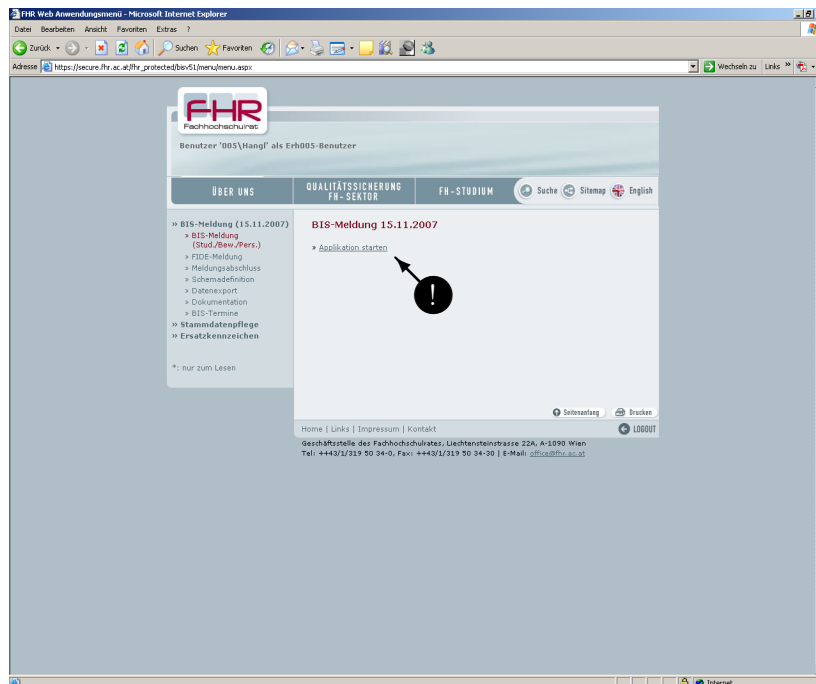 FHR Web Anwendungsmenü - Microsoft Internet Explorer
Datei Bearbeiten Ansicht Favoriten Extras ?
Zurück Suchen Favoriten
Adresse https://secure.fhr.ac.at/fhr_protected/bisv51/menu/menu.aspx Wechseln zu Links »
FHR
Fachhochschulrat
Benutzer '005\Hangl' als Erh005-Benutzer
ÜBER UNS
QUALITÄTSSICHERUNG
FH-SEKTOR
FH-STUDIUM
Suche Sitemap English
» BIS-Meldung (15.11.2007)
» BIS-Meldung
(Stud./Bew./Pers.)
» FIDE-Meldung
» Meldungsabschluss
» Schemadefinition
» Datenexport
» Dokumentation
» BIS-Termine
» Stammdatenpflege
» Ersatzkennzeichen
*: nur zum Lesen
BIS-Meldung 15.11.2007
» Applikation starten
!
Seitenanfang Drucken
Home | Links | Impressum | Kontakt
LOGOUT
Geschäftsstelle des Fachhochschulrates, Liechtensteinstrasse 22A, A-1090 Wien
Tel: ++43/1/319 50 34-0, Fax: ++43/1/319 50 34-30 | E-Mail: office@fhr.ac.at
Internet